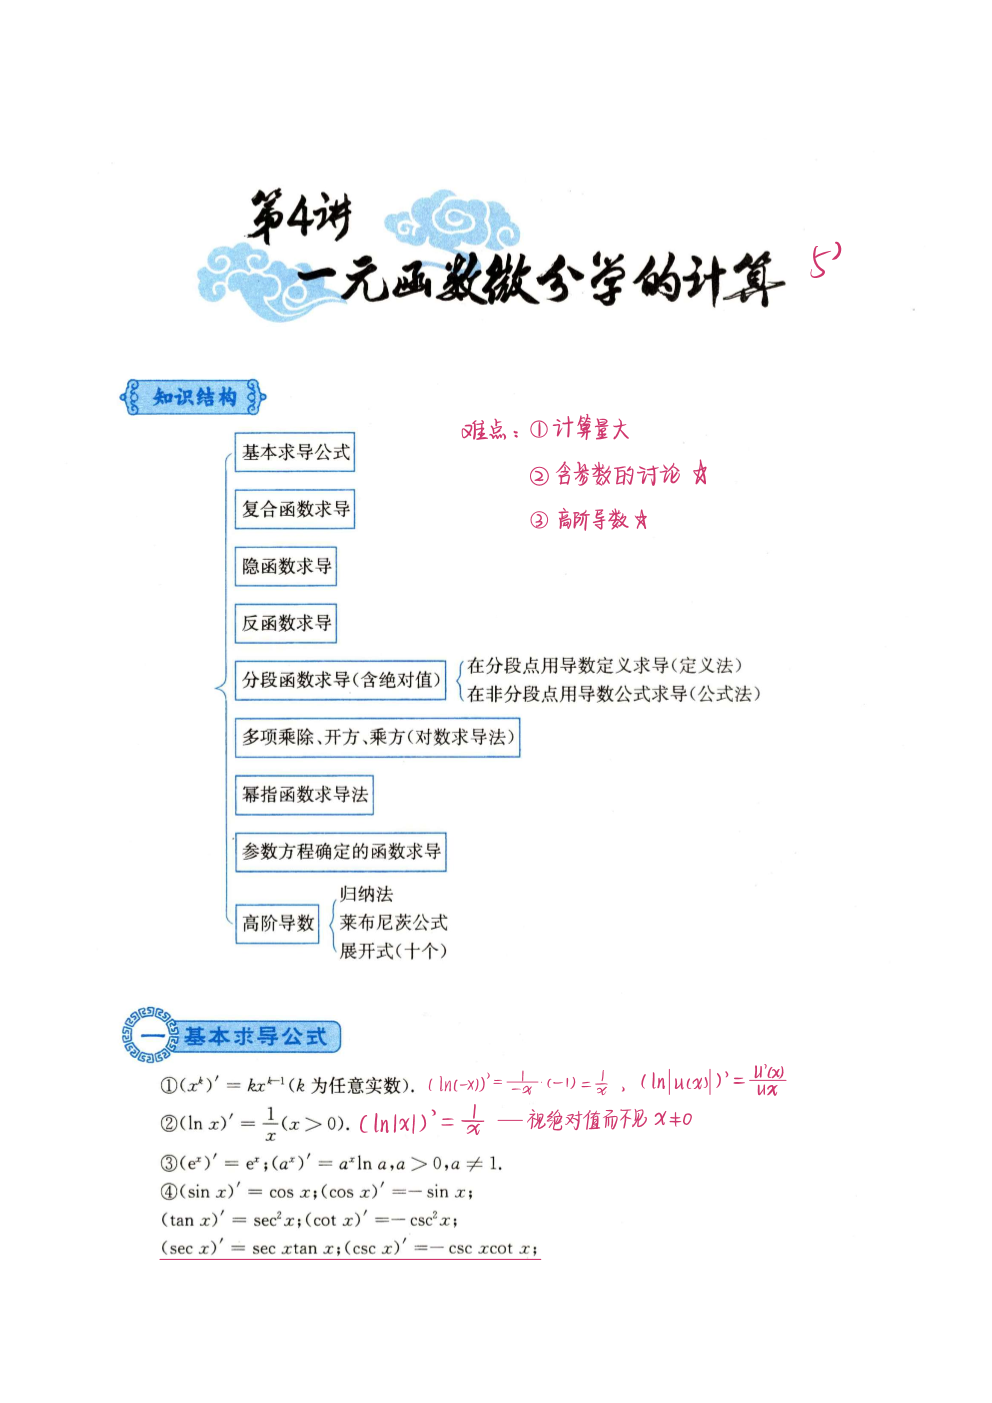 第4讲
一元函数微分学的计算 5'
知识结构
难点：①计算量大
②含参数的讨论 ☆
③高阶导数☆
基本求导公式
复合函数求导
隐函数求导
反函数求导
分段函数求导(含绝对值)
在分段点用导数定义求导(定义法)
在非分段点用导数公式求导(公式法)
多项乘除、开方、乘方(对数求导法)
幂指函数求导法
参数方程确定的函数求导
高阶导数
归纳法
莱布尼茨公式
展开式(十个)
一 基本求导公式
①(x^k)′ = kx^{k-1}(k 为任意实数). (ln(-x))' = \frac{1}{-x}·(-1) = \frac{1}{x}，(ln|u(x)|)' = \frac{u'(x)}{ux}
②(ln x)′ = \frac{1}{x}(x > 0). (ln|x|)' = \frac{1}{x} — 视绝对值而不见 x≠0
③(e^x)′ = e^x;(a^x)′ = a^x ln a,a > 0,a ≠ 1.
④(sin x)′ = cos x;(cos x)′ =− sin x;
(tan x)′ = sec²x;(cot x)′ =− csc²x;
(sec x)′ = sec xtan x;(csc x)′ =− csc xcot x;